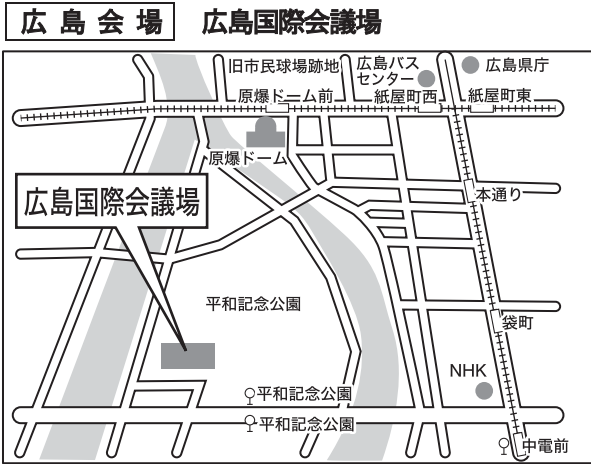 広島会場
広島国際会議場
旧市民球場跡地
広島バス
センター
広島県庁
原爆ドーム前
紙屋町西
紙屋町東
原爆ドーム
広島国際会議場
本通り
平和記念公園
袋町
NHK
平和記念公園
平和記念公園
中電前